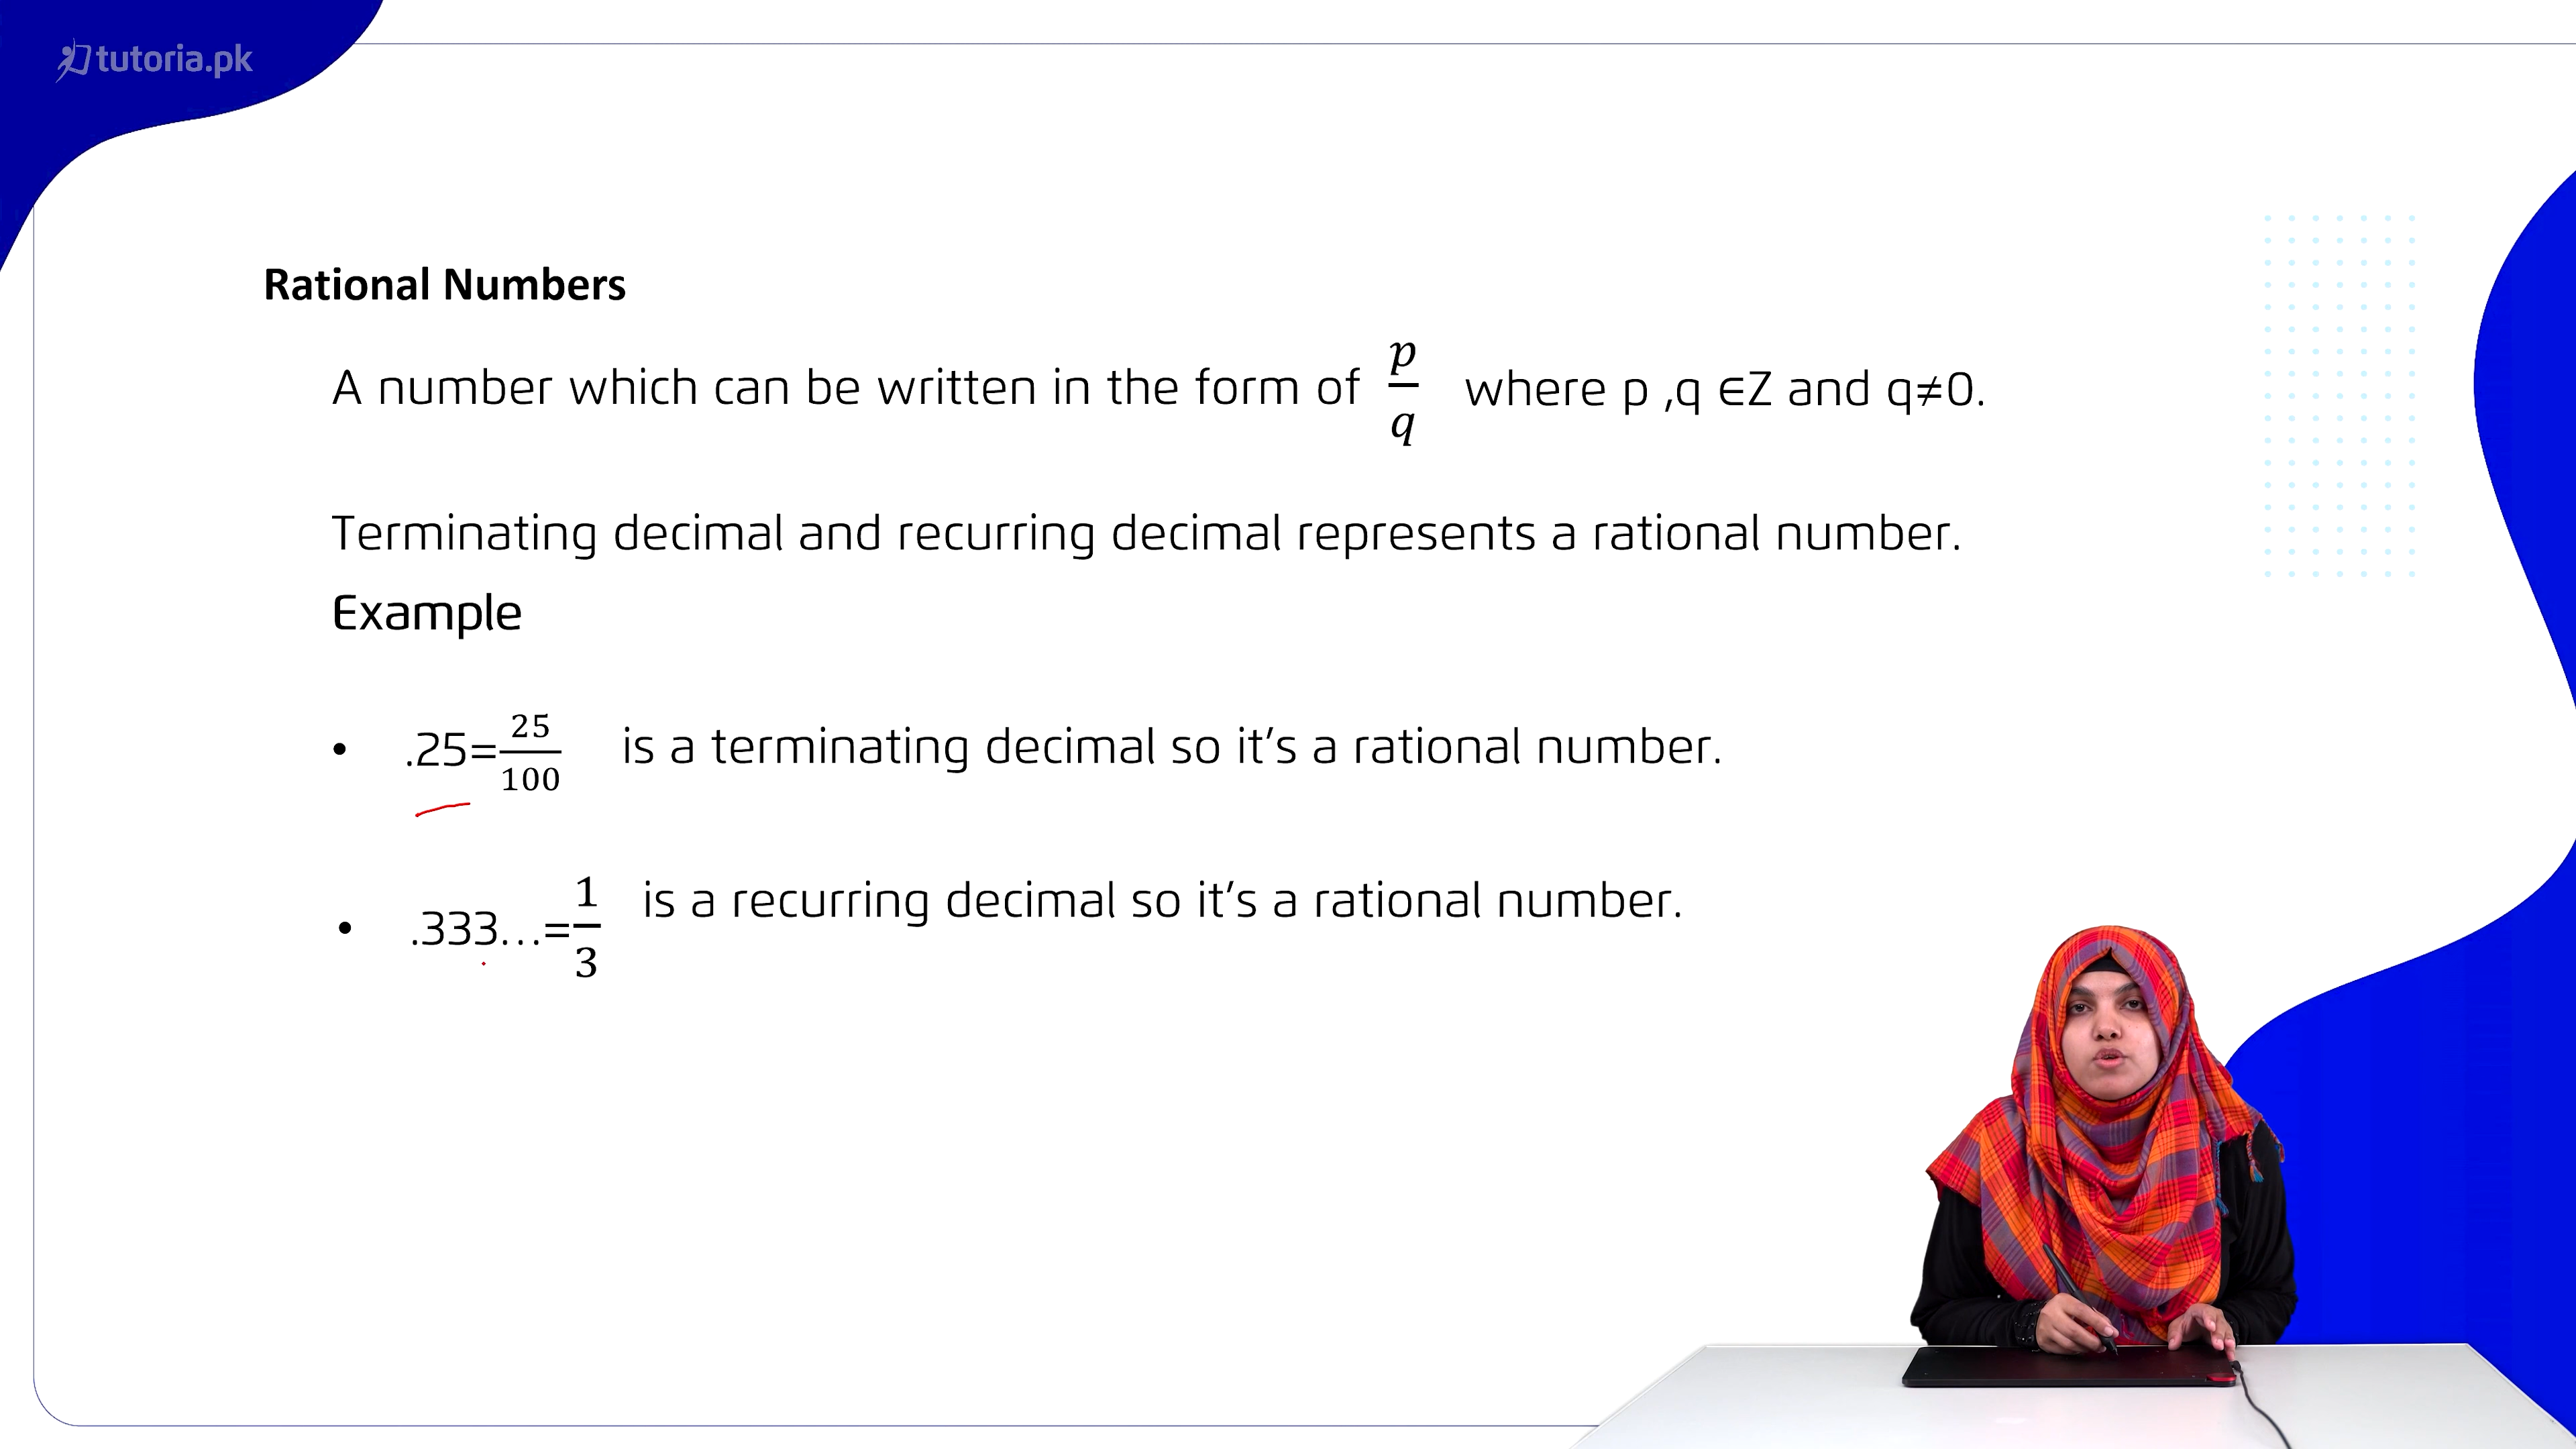 tutoria.pk
Rational Numbers
A number which can be written in the form of p/q where p ,q ∈Z and q≠0.
Terminating decimal and recurring decimal represents a rational number.
Example
• .25=25/100 is a terminating decimal so it’s a rational number.
• .333...=1/3 is a recurring decimal so it’s a rational number.